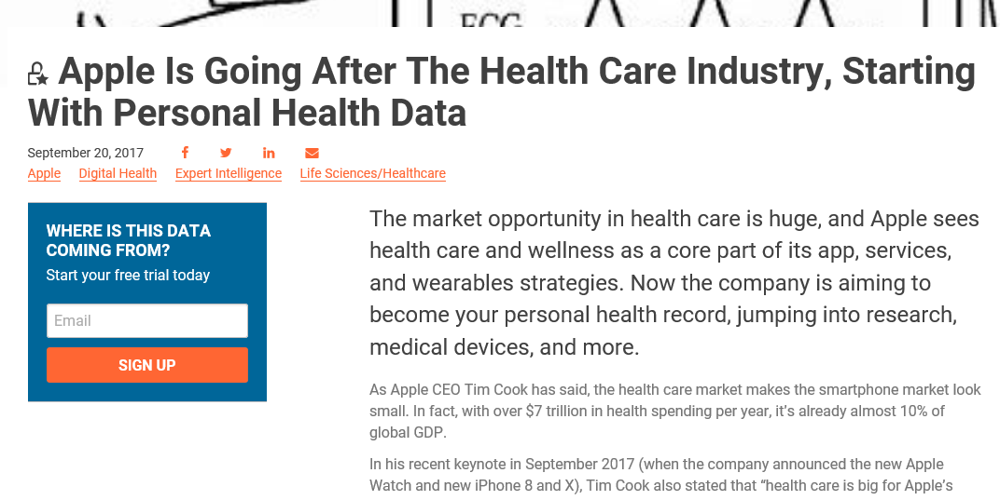 ECG
Apple Is Going After The Health Care Industry, Starting
With Personal Health Data
September 20, 2017
Apple Digital Health Expert Intelligence Life Sciences/Healthcare
WHERE IS THIS DATA
COMING FROM?
Start your free trial today
Email
SIGN UP
The market opportunity in health care is huge, and Apple sees
health care and wellness as a core part of its app, services,
and wearables strategies. Now the company is aiming to
become your personal health record, jumping into research,
medical devices, and more.
As Apple CEO Tim Cook has said, the health care market makes the smartphone market look
small. In fact, with over $7 trillion in health spending per year, it’s already almost 10% of
global GDP.
In his recent keynote in September 2017 (when the company announced the new Apple
Watch and new iPhone 8 and X), Tim Cook also stated that “health care is big for Apple’s